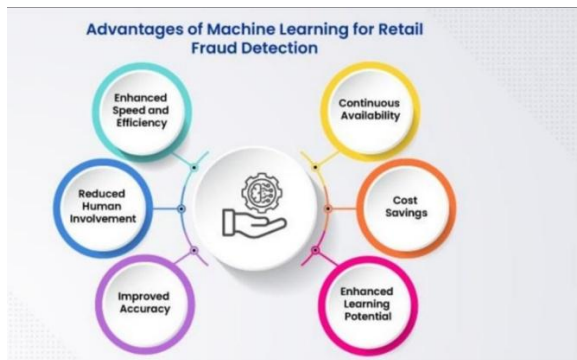 Advantages of Machine Learning for Retail
Fraud Detection
Enhanced
Speed and
Efficiency
Continuous
Availability
Reduced
Human
Involvement
Cost
Savings
Improved
Accuracy
Enhanced
Learning
Potential